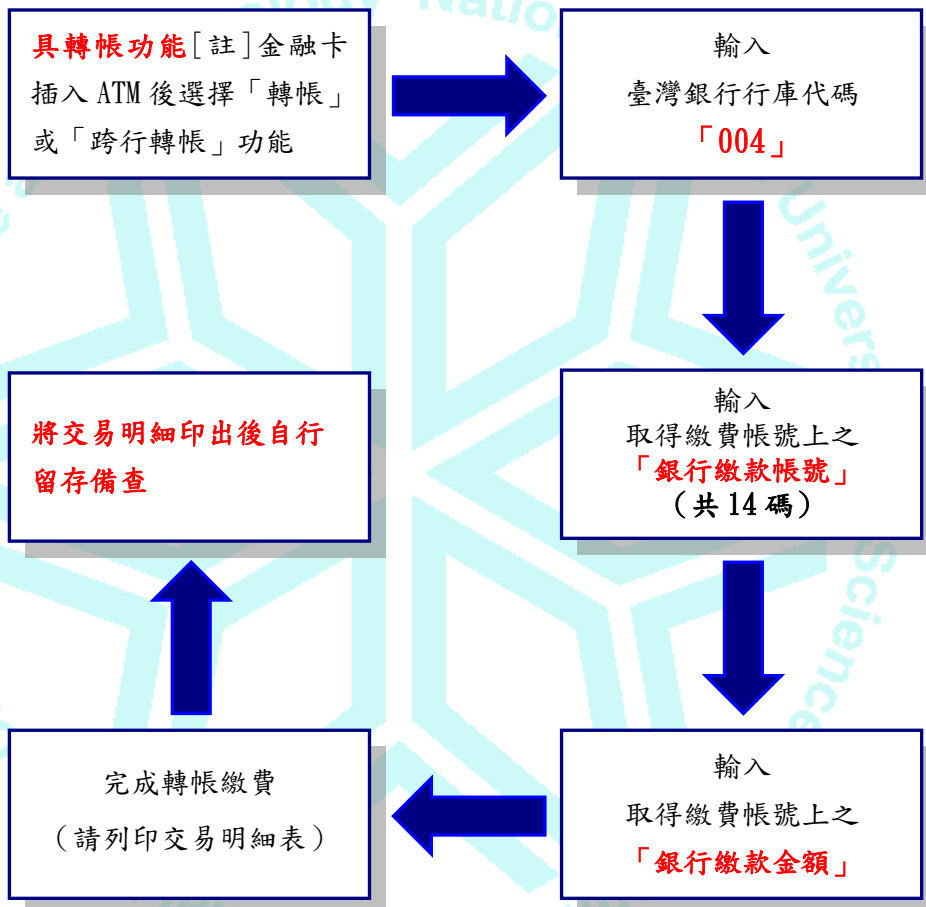 具轉帳功能[註]金融卡
插入 ATM 後選擇「轉帳」
或「跨行轉帳」功能
輸入
臺灣銀行行庫代碼
「004」
輸入
取得繳費帳號上之
「銀行繳款帳號」
（共 14 碼）
輸入
取得繳費帳號上之
「銀行繳款金額」
完成轉帳繳費
（請列印交易明細表）
將交易明細印出後自行
留存備查